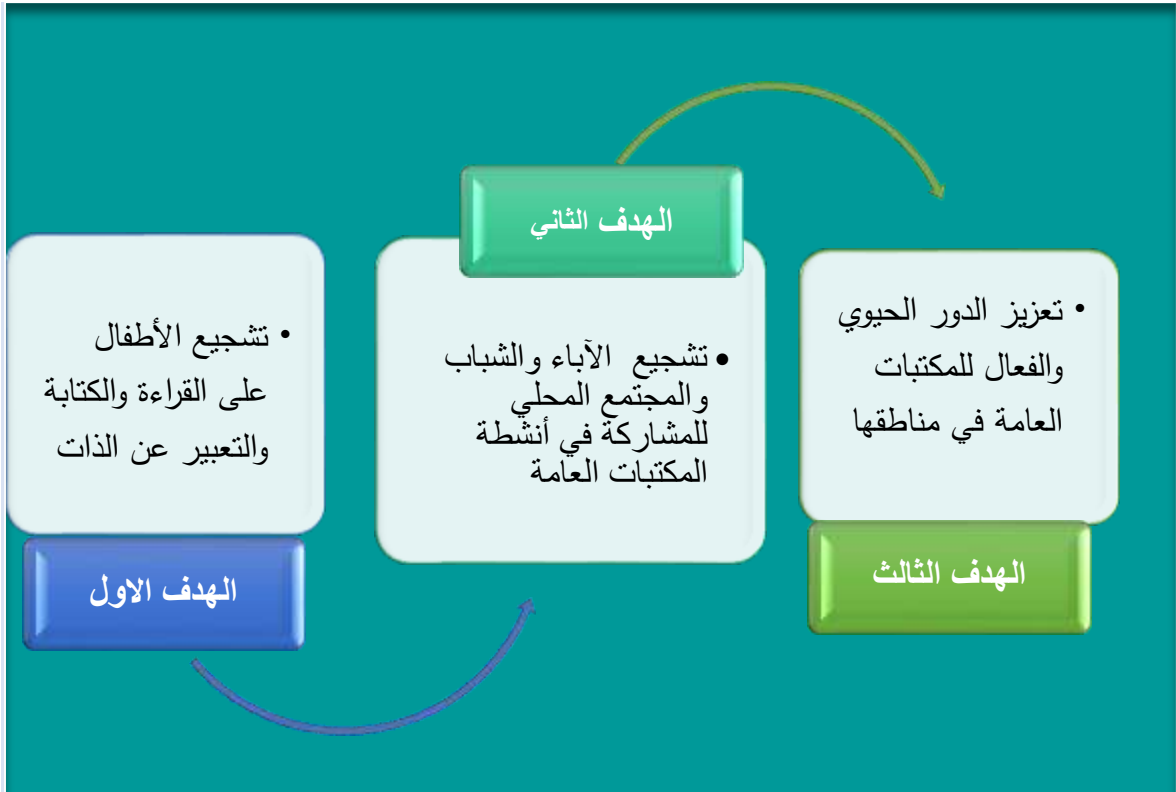 الهدف الاول
• تشجيع الأطفال
على القراءة والكتابة
والتعبير عن الذات
الهدف الثاني
• تشجيع الآباء والشباب
والمجتمع المحلي
للمشاركة في أنشطة
المكتبات العامة
الهدف الثالث
• تعزيز الدور الحيوي
والفعال للمكتبات
العامة في مناطقها